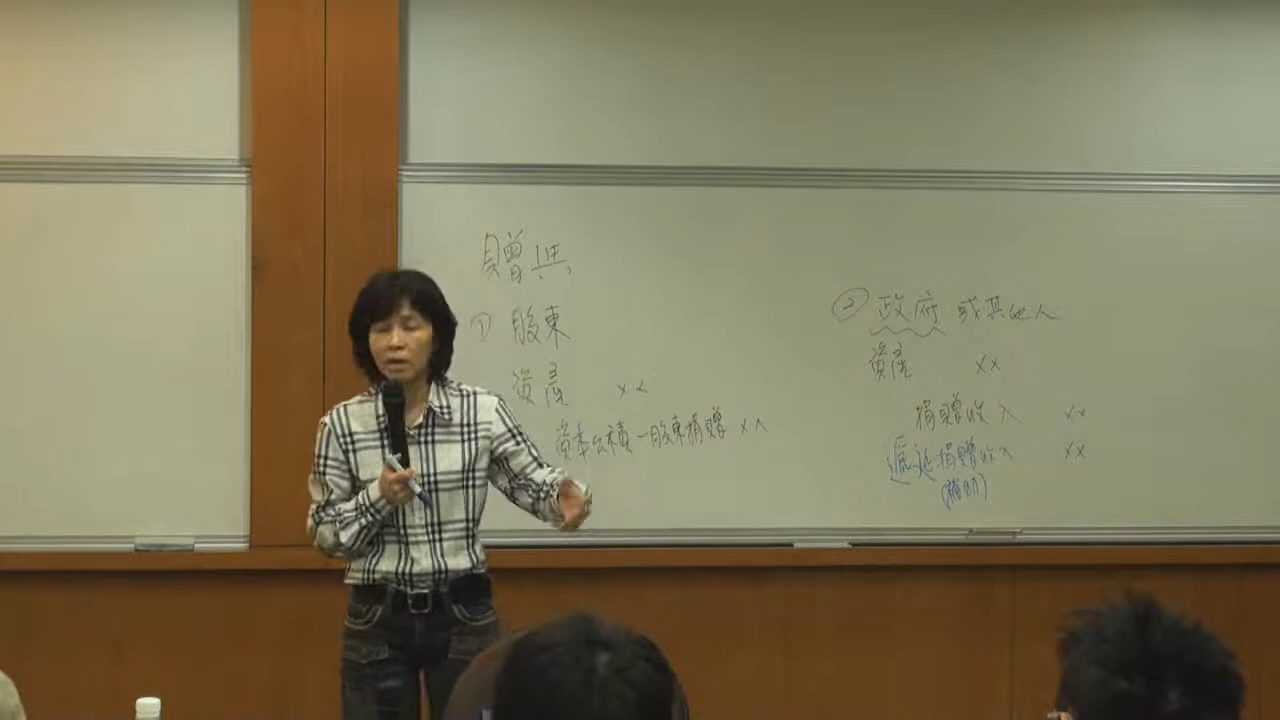 贈與
① 股東
資產 xx
資本公積-股東捐贈 xx
② 政府 或其他人
資產 xx
捐贈收入 xx
遞延捐贈收入 xx
(補助)